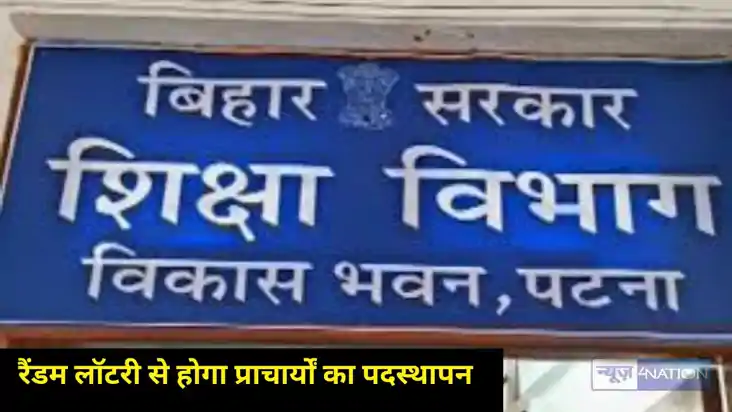 बिहार सरकार
शिक्षा विभाग
विकास भवन, पटना
रैंडम लॉटरी से होगा प्राचार्यों का पदस्थापन
न्यूज़ 4NATION